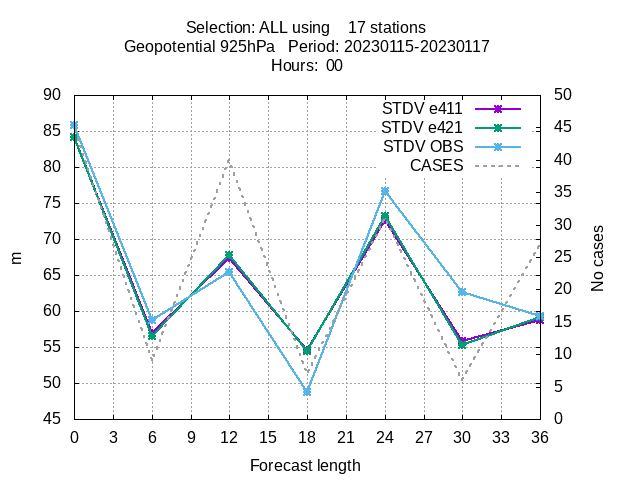 Selection: ALL using    17 stations
Geopotential 925hPa   Period: 20230115-20230117
Hours:  00
90 50
STDV e411
85 STDV e421 45
STDV OBS
80 CASES 40
75 35
70 30
65 25
m No cases
60 20
55 15
10
50 5
45 0
0 3 6 9 12 15 18 21 24 27 30 33 36
Forecast length